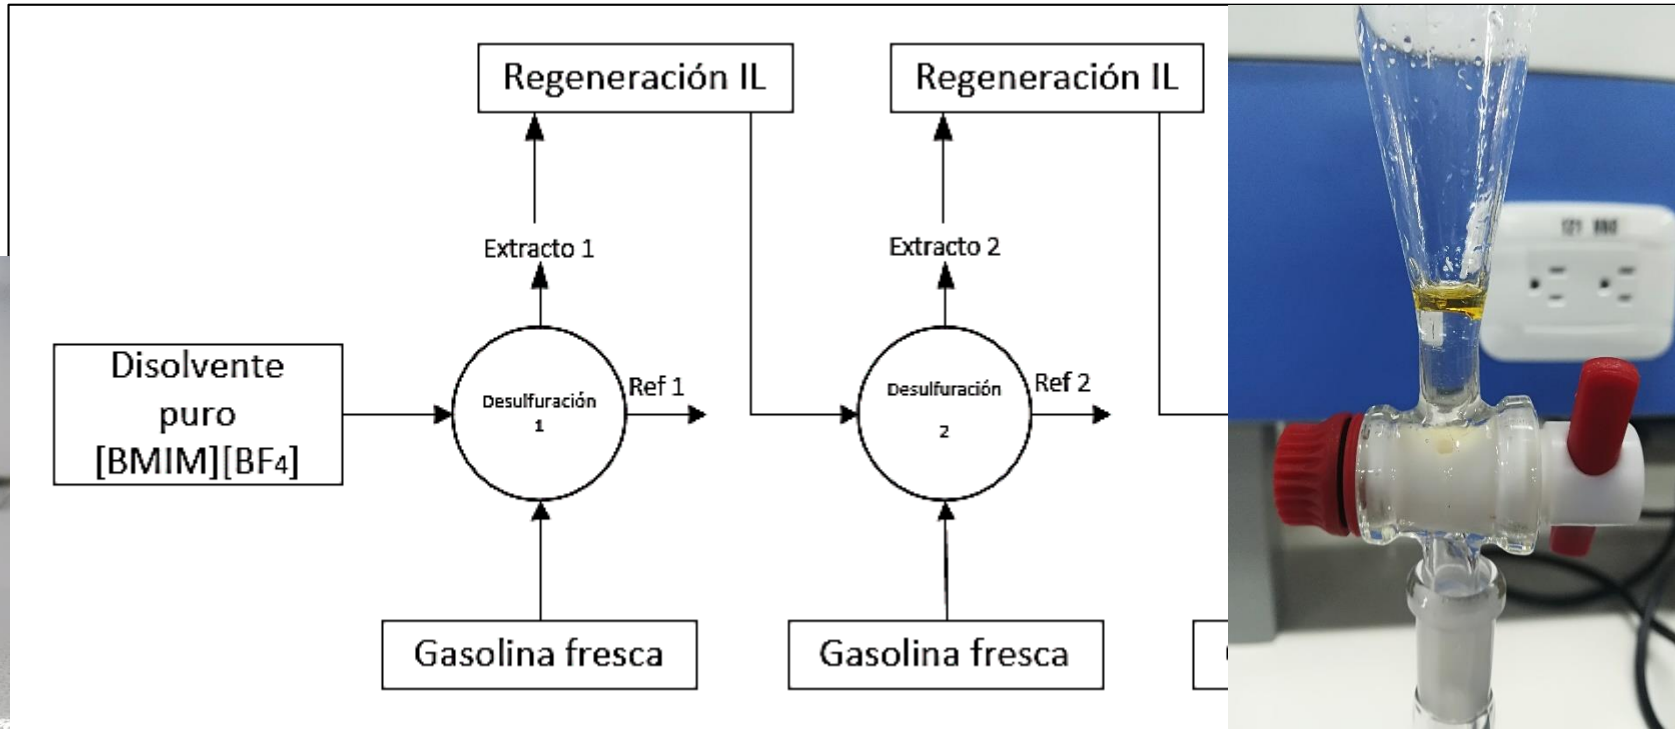 Regeneración IL
Regeneración IL
Extracto 1
Extracto 2
Disolvente
puro
[BMIM][BF4]
Desulfuración
1
Ref 1
Desulfuración
2
Ref 2
Gasolina fresca
Gasolina fresca